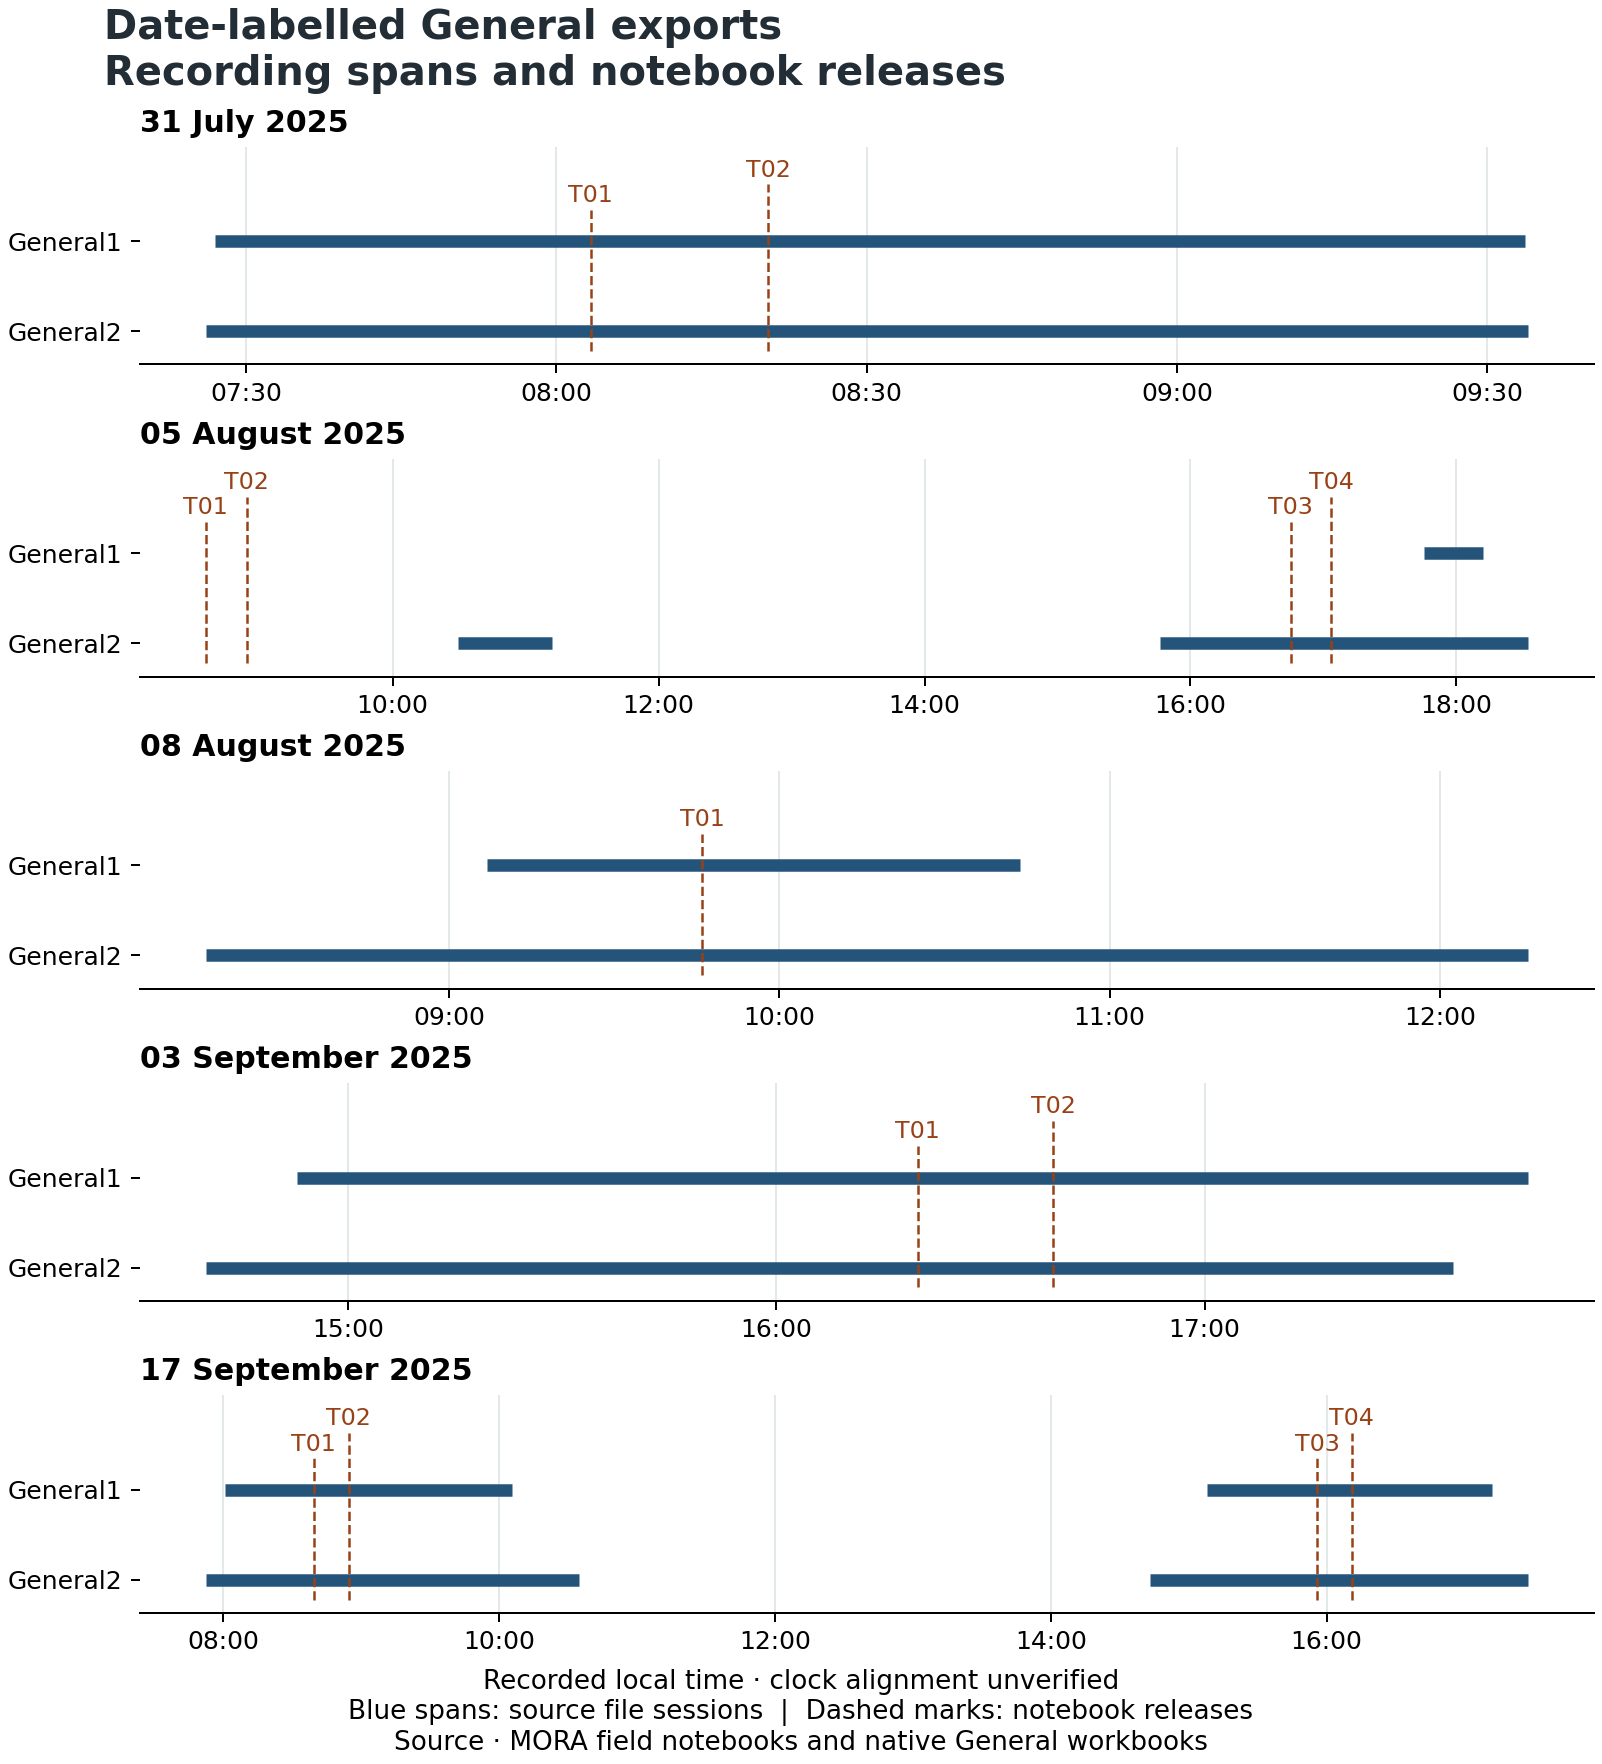 Date-labelled General exports
Recording spans and notebook releases
31 July 2025
T02
T01
General1
General2
07:30 08:00 08:30 09:00 09:30
05 August 2025
T02 T04
T01 T03
General1
General2
10:00 12:00 14:00 16:00 18:00
08 August 2025
T01
General1
General2
09:00 10:00 11:00 12:00
03 September 2025
T02
T01
General1
General2
15:00 16:00 17:00
17 September 2025
T02 T04
T01 T03
General1
General2
08:00 10:00 12:00 14:00 16:00
Recorded local time · clock alignment unverified
Blue spans: source file sessions | Dashed marks: notebook releases
Source · MORA field notebooks and native General workbooks